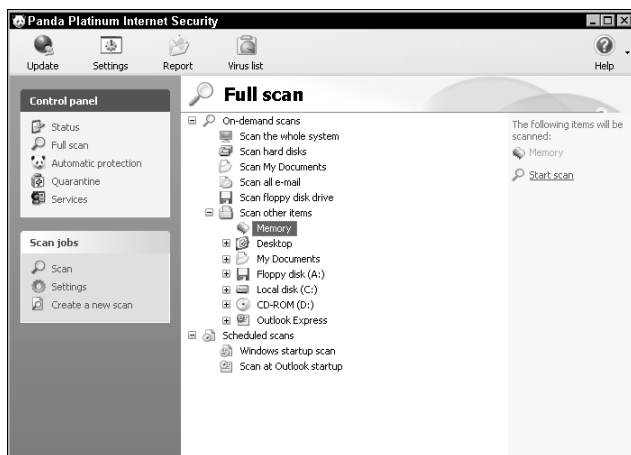 Panda Platinum Internet Security
Update Settings Report Virus list Help
Control panel
Status
Full scan
Automatic protection
Quarantine
Services
Scan jobs
Scan
Settings
Create a new scan
Full scan
On-demand scans
Scan the whole system
Scan hard disks
Scan My Documents
Scan all e-mail
Scan floppy disk drive
Scan other items
Memory
Desktop
My Documents
Floppy disk (A:)
Local disk (C:)
CD-ROM (D:)
Outlook Express
Scheduled scans
Windows startup scan
Scan at Outlook startup
The following items will be
scanned:
Memory
Start scan